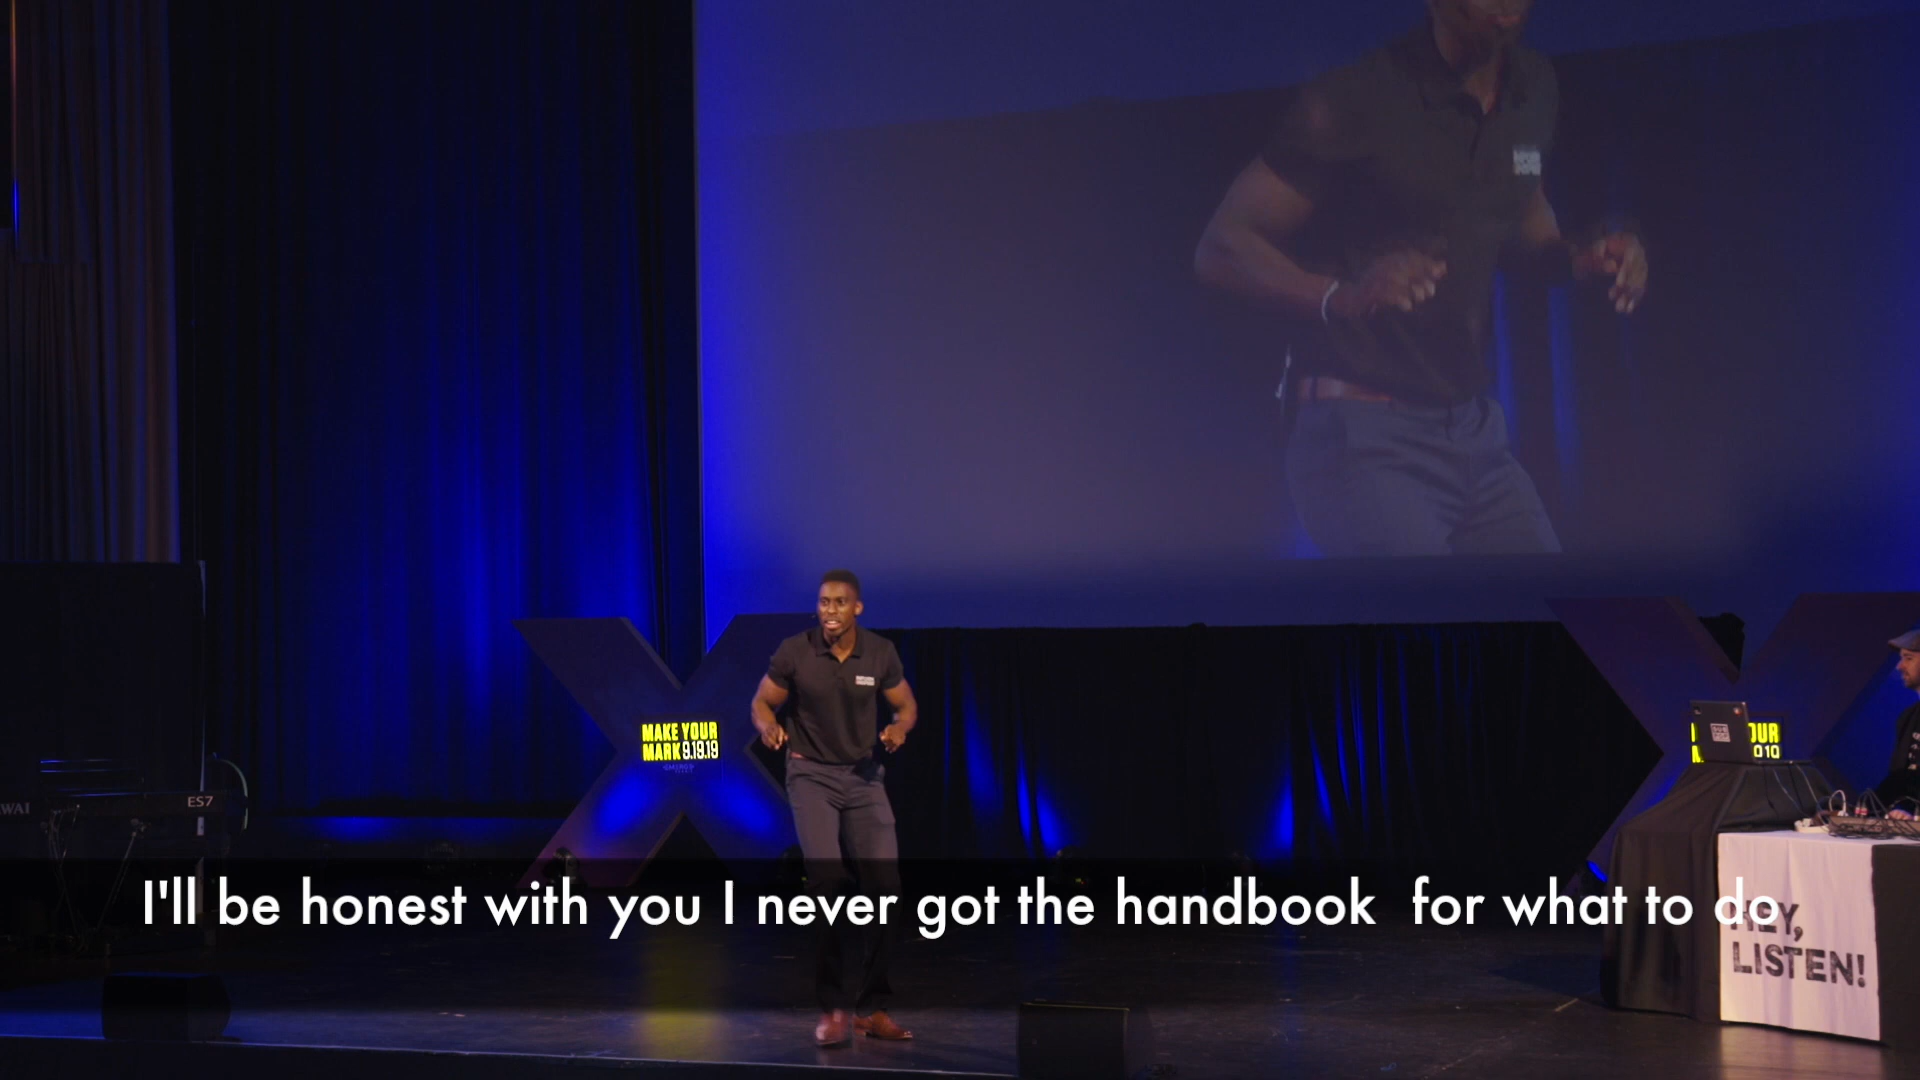 MAKE YOUR
MARK 9.19.19
OUR
ES7
I'll be honest with you I never got the handbook  for what to do
HEY,
LISTEN!